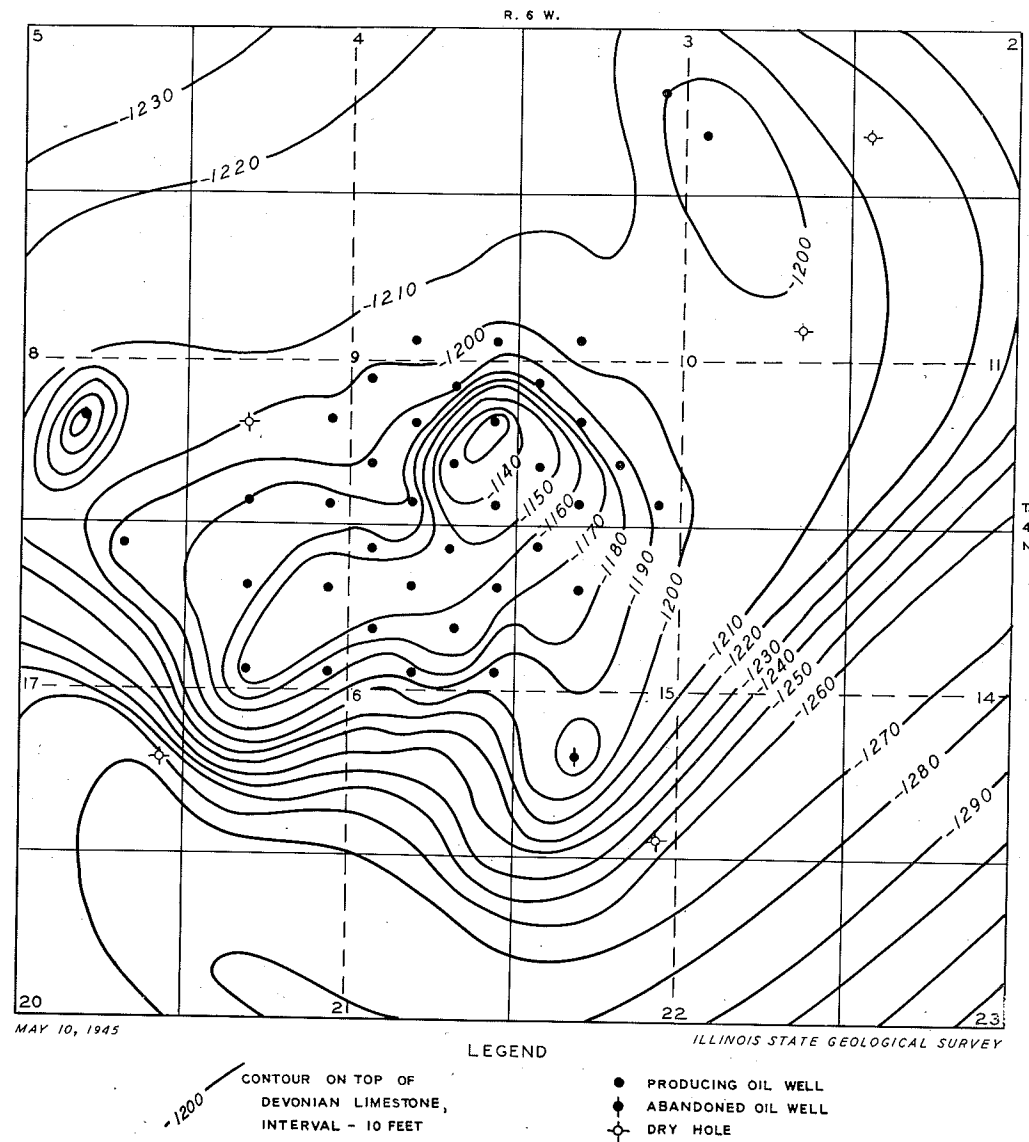 R. 6 W.
5 4 3 2
-1230
-1220
-1200
-1210
-1200
8 9 10 11
-1140
-1150
-1160
-1170
-1180
-1190
-1200
T.
4
N.
-1210
-1220
-1230
-1240
-1250
-1260
17 16 15 14
-1270
-1280
-1290
20 21 22 23
MAY 10, 1945
ILLINOIS STATE GEOLOGICAL SURVEY
LEGEND
-1200
CONTOUR ON TOP OF
DEVONIAN LIMESTONE,
INTERVAL - 10 FEET
PRODUCING OIL WELL
ABANDONED OIL WELL
DRY HOLE